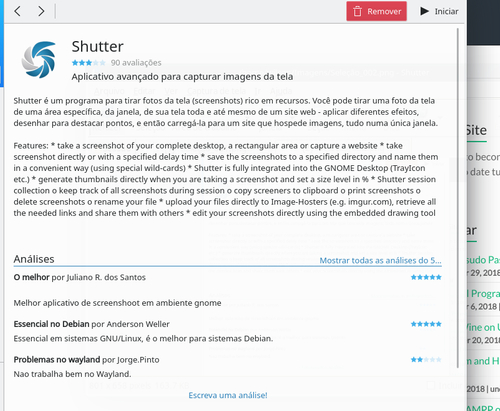 Remover
Iniciar
Shutter
90 avaliações
Aplicativo avançado para capturar imagens da tela
Shutter é um programa para tirar fotos da tela (screenshots) rico em recursos. Você pode tirar uma foto da tela
de uma área específica, da janela, de sua tela toda e até mesmo de um site web - aplicar diferentes efeitos,
desenhar para destacar pontos, e então carregá-la para um site que hospede imagens, tudo numa única janela.
Features: * take a screenshot of your complete desktop, a rectangular area or capture a website * take
screenshot directly or with a specified delay time * save the screenshots to a specified directory and name them
in a convenient way (using special wild-cards) * Shutter is fully integrated into the GNOME Desktop (TrayIcon
etc.) * generate thumbnails directly when you are taking a screenshot and set a size level in % * Shutter session
collection o keep track of all screenshots during session o copy screeners to clipboard o print screenshots o
delete screenshots o rename your file * upload your files directly to Image-Hosters (e.g. imgur.com), retrieve all
the needed links and share them with others * edit your screenshots directly using the embedded drawing tool
Análises
Mostrar todas as análises do 5...
O melhor por Juliano R. dos Santos
Melhor aplicativo de screenshoot em ambiente gnome
Essencial no Debian por Anderson Weller
Essencial em sistemas GNU/Linux, é o melhor para sistemas Debian.
Problemas no wayland por Jorge.Pinto
Nao trabalha bem no Wayland.
Escreva uma análise!
Site
to becor
date tu
ar
sudo Pas
r 29, 2018
l Progra
r 6, 2018 |
Vine on U
r 20, 2018
m and H
2018 | un
AMPP o